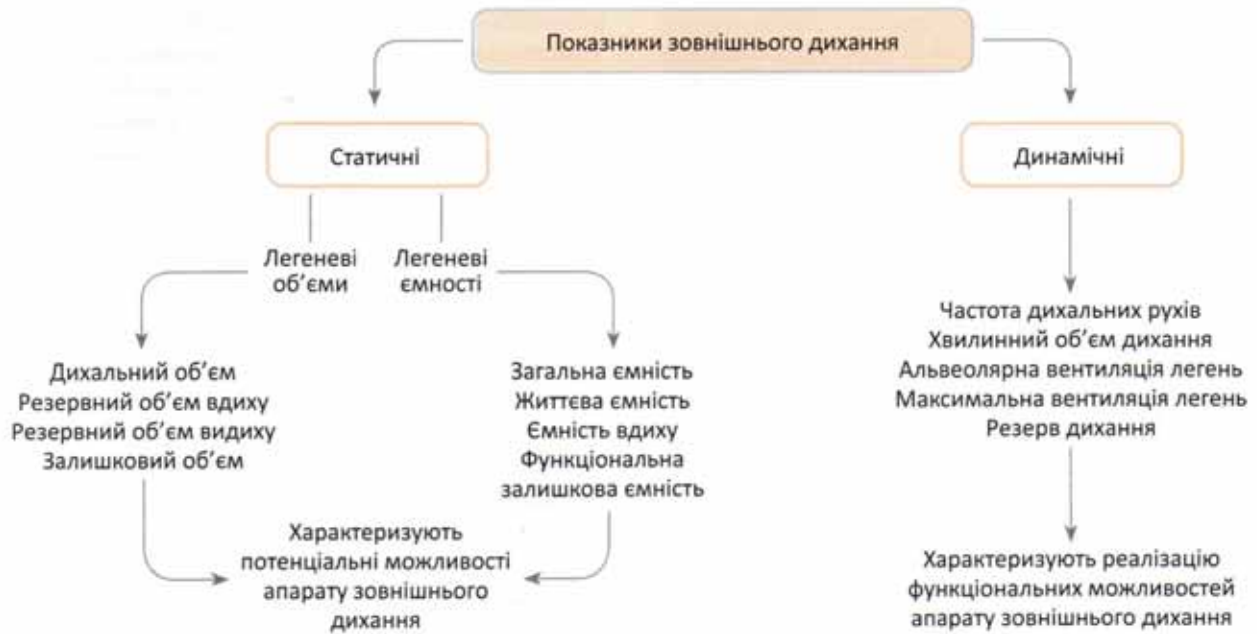 Показники зовнішнього дихання
Статичні
Динамічні
Легеневі
об’єми
Легеневі
ємності
Дихальний об’єм
Резервний об’єм вдиху
Резервний об’єм видиху
Залишковий об’єм
Загальна ємність
Життєва ємність
Ємність вдиху
Функціональна
залишкова ємність
Характеризують
потенціальні можливості
апарату зовнішнього
дихання
Частота дихальних рухів
Хвилинний об’єм дихання
Альвеолярна вентиляція легень
Максимальна вентиляція легень
Резерв дихання
Характеризують реалізацію
функціональних можливостей
апарату зовнішнього дихання